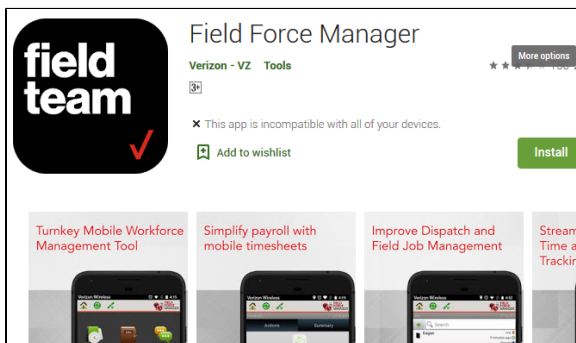 Field Force Manager
field
team
Verizon - VZ Tools
More options
3+
This app is incompatible with all of your devices.
Add to wishlist
Install
Turnkey Mobile Workforce
Management Tool
Simplify payroll with
mobile timesheets
Improve Dispatch and
Field Job Management
Time
Verizon Wireless
Verizon Wireless
Verizon Wireless
Actions Summary
Search